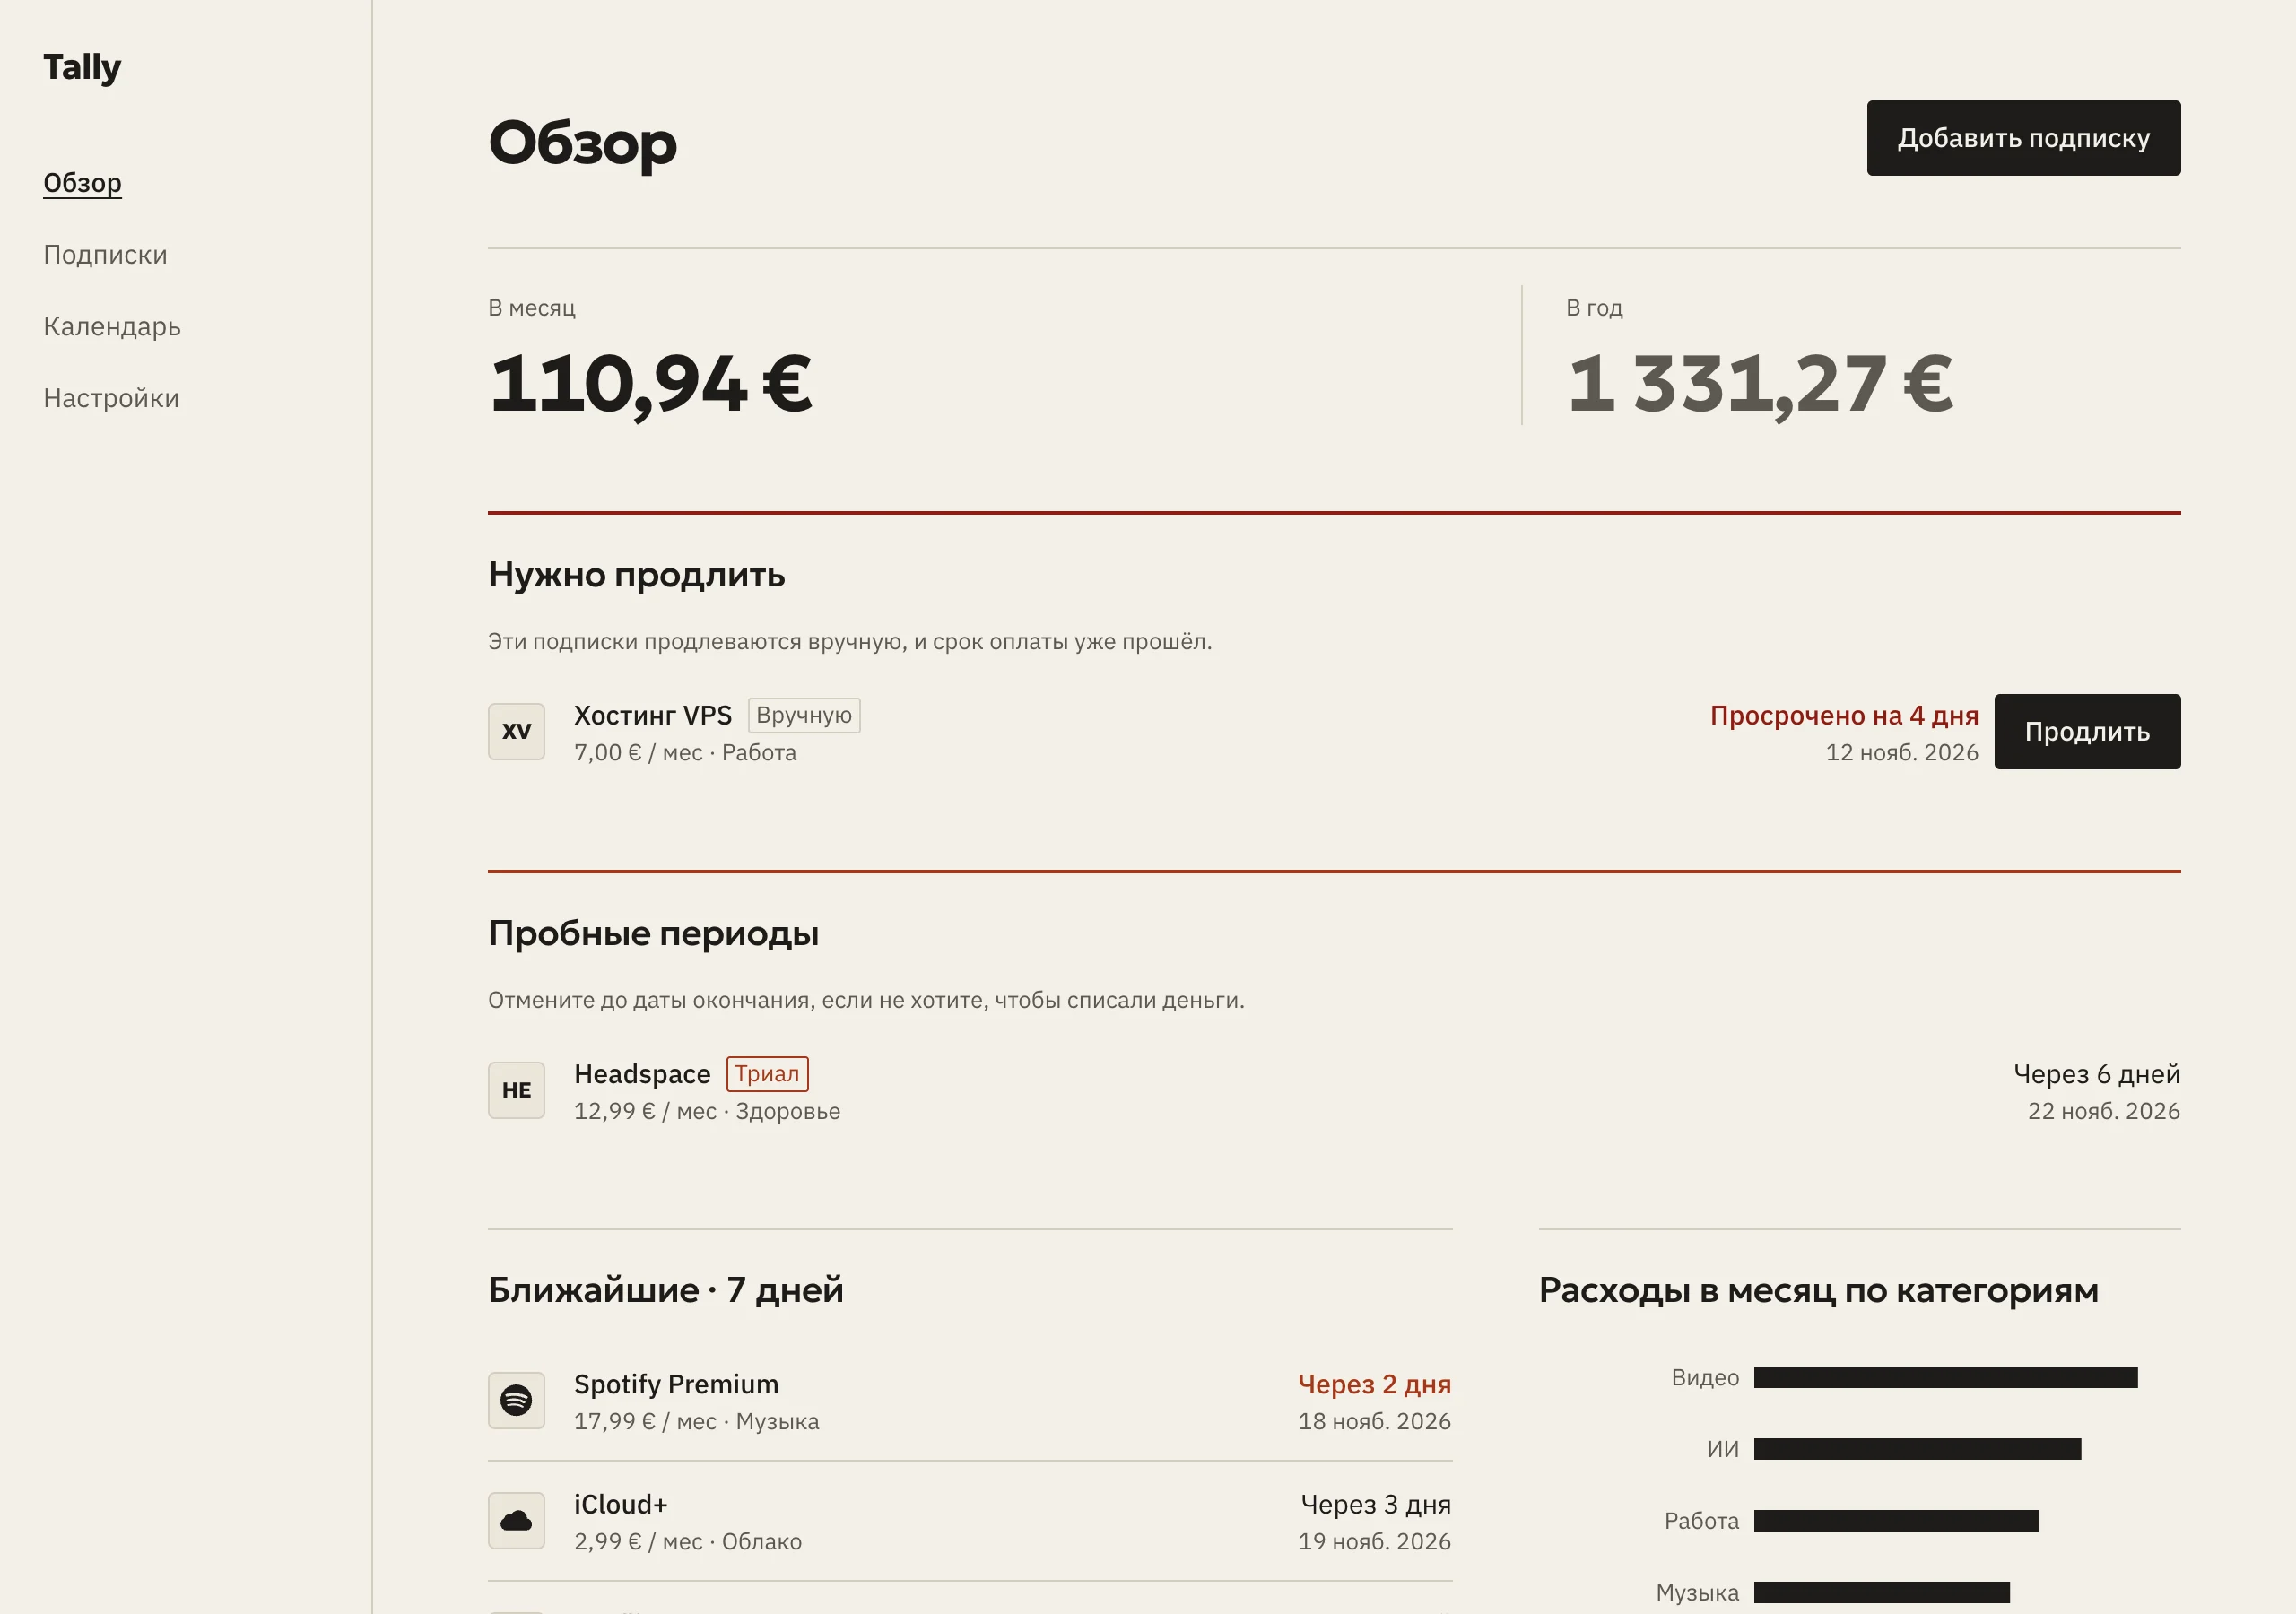 Tally
Обзор
Подписки
Календарь
Настройки
Обзор
Добавить подписку
В месяц
110,94 €
В год
1 331,27 €
Нужно продлить
Эти подписки продлеваются вручную, и срок оплаты уже прошёл.
XV
Хостинг VPS Вручную
7,00 € / мес · Работа
Просрочено на 4 дня
12 нояб. 2026
Продлить
Пробные периоды
Отмените до даты окончания, если не хотите, чтобы списали деньги.
HE
Headspace Триал
12,99 € / мес · Здоровье
Через 6 дней
22 нояб. 2026
Ближайшие · 7 дней
Spotify Premium
17,99 € / мес · Музыка
Через 2 дня
18 нояб. 2026
iCloud+
2,99 € / мес · Облако
Через 3 дня
19 нояб. 2026
Расходы в месяц по категориям
Видео
ИИ
Работа
Музыка